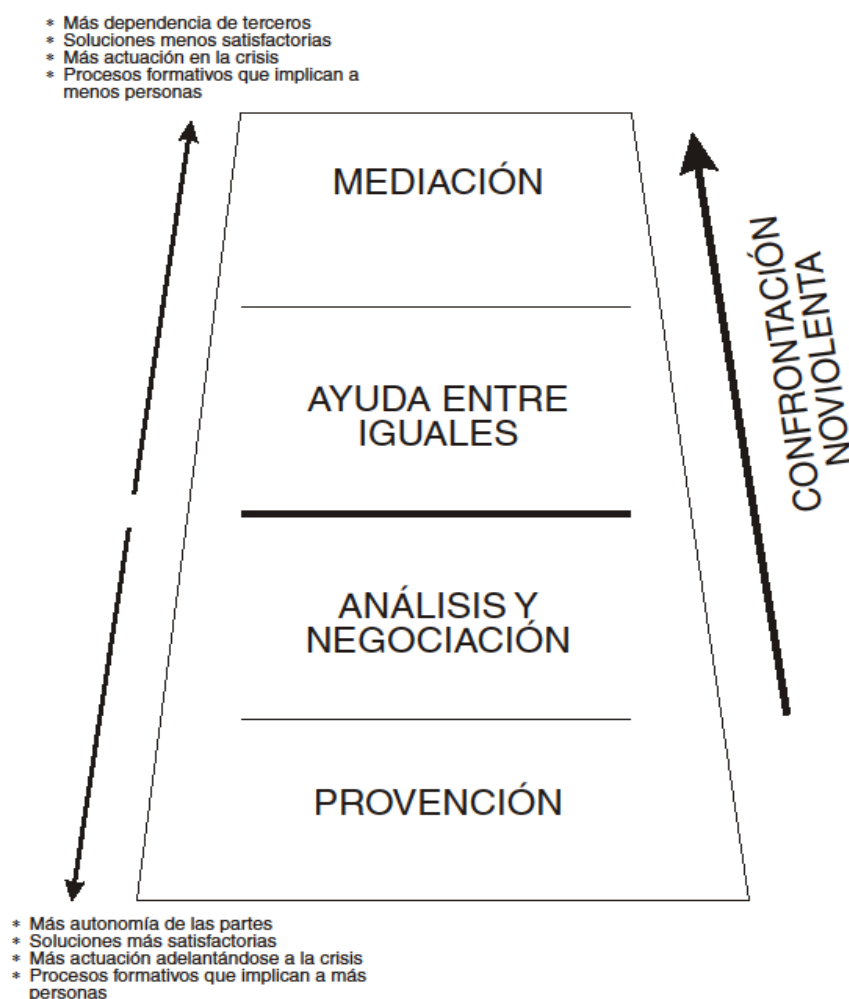 * Más dependencia de terceros
* Soluciones menos satisfactorias
* Más actuación en la crisis
* Procesos formativos que implican a
menos personas
MEDIACIÓN
CONFRONTACIÓN
NOVIOLENTA
AYUDA ENTRE
IGUALES
ANÁLISIS Y
NEGOCIACIÓN
PROVENCIÓN
* Más autonomía de las partes
* Soluciones más satisfactorias
* Más actuación adelantándose a la crisis
* Procesos formativos que implican a más
personas